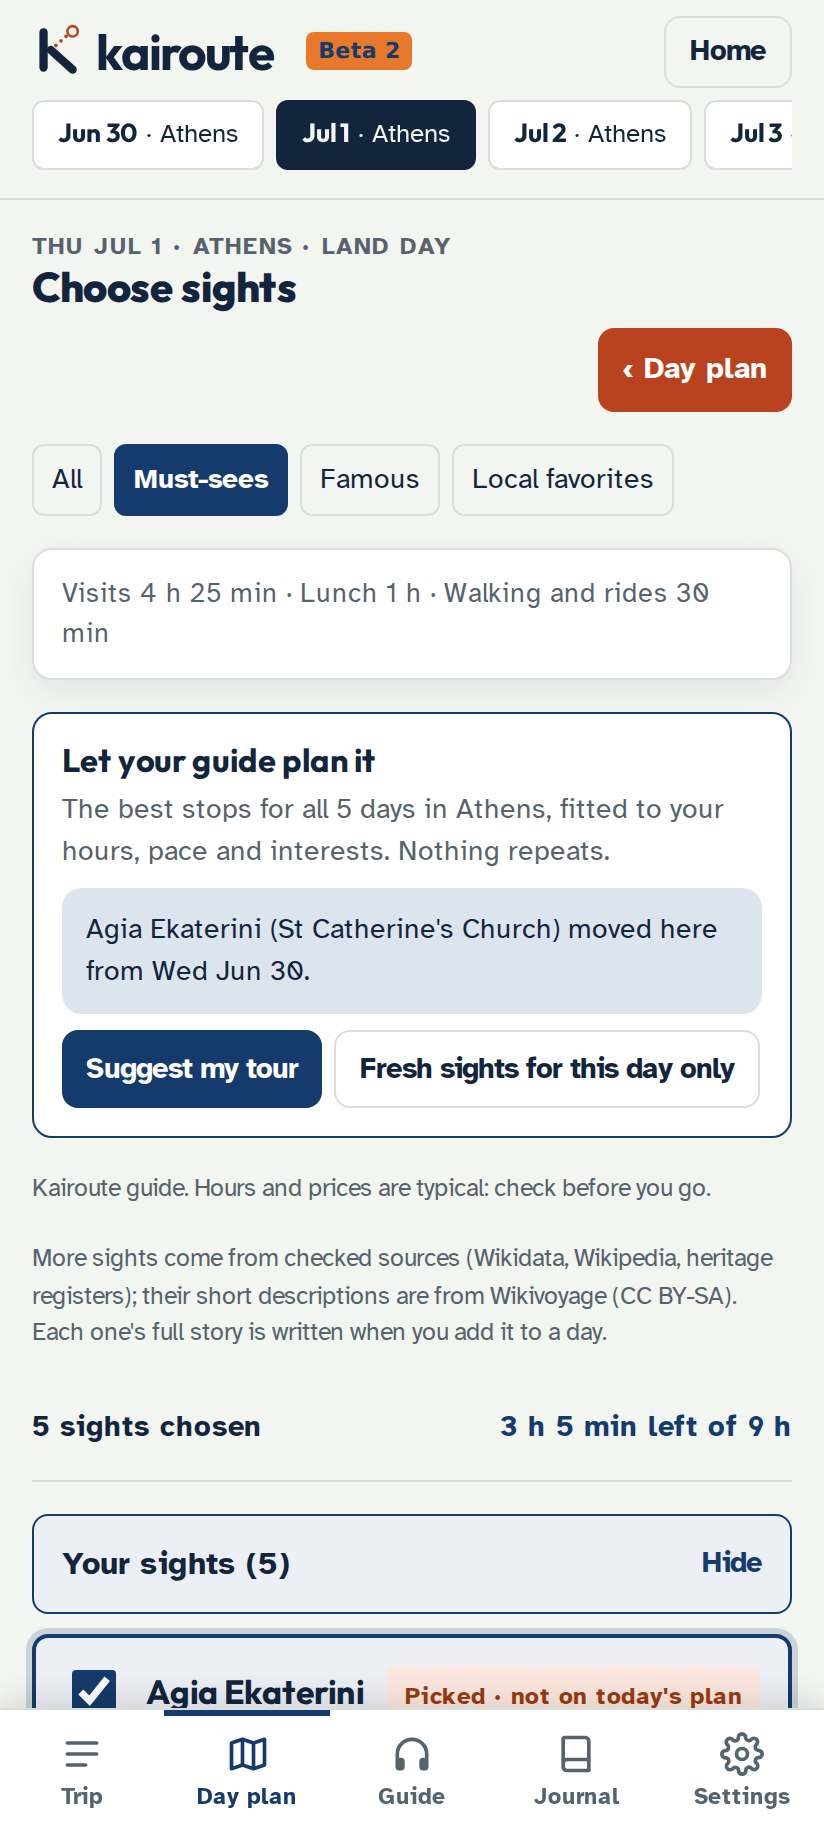 kairoute
Beta 2
Home
Jun 30 · Athens
Jul 1 · Athens
Jul 2 · Athens
Jul 3 ·
THU JUL 1 · ATHENS · LAND DAY
Choose sights
‹ Day plan
All
Must-sees
Famous
Local favorites
Visits 4 h 25 min · Lunch 1 h · Walking and rides 30
min
Let your guide plan it
The best stops for all 5 days in Athens, fitted to your
hours, pace and interests. Nothing repeats.
Agia Ekaterini (St Catherine's Church) moved here
from Wed Jun 30.
Suggest my tour
Fresh sights for this day only
Kairoute guide. Hours and prices are typical: check before you go.
More sights come from checked sources (Wikidata, Wikipedia, heritage
registers); their short descriptions are from Wikivoyage (CC BY-SA).
Each one's full story is written when you add it to a day.
5 sights chosen
3 h 5 min left of 9 h
Your sights (5)
Hide
Agia Ekaterini
Picked · not on today's plan
Trip
Day plan
Guide
Journal
Settings